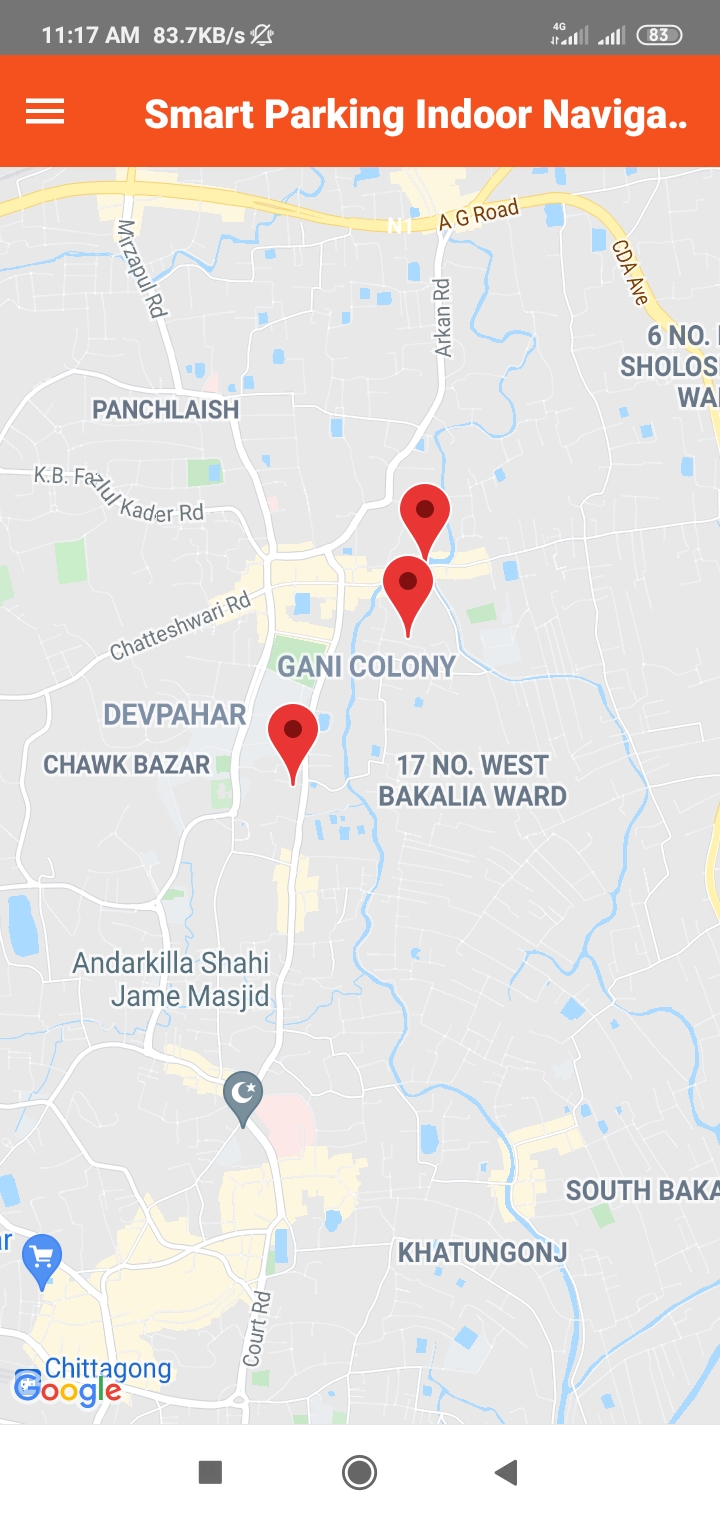 11:17 AM 83.7KB/s
4G
83
Smart Parking Indoor Naviga..
N1
A G Road
Mirzapul Rd
CDA Ave
Arkan Rd
6 NO.
SHOLOS
WA
PANCHLAISH
K.B. Fazlul Kader Rd
Chatteshwari Rd
GANI COLONY
DEVPAHAR
CHAWK BAZAR
17 NO. WEST
BAKALIA WARD
Andarkilla Shahi
Jame Masjid
SOUTH BAKA
ar
KHATUNGONJ
Court Rd
Chittagong
Google